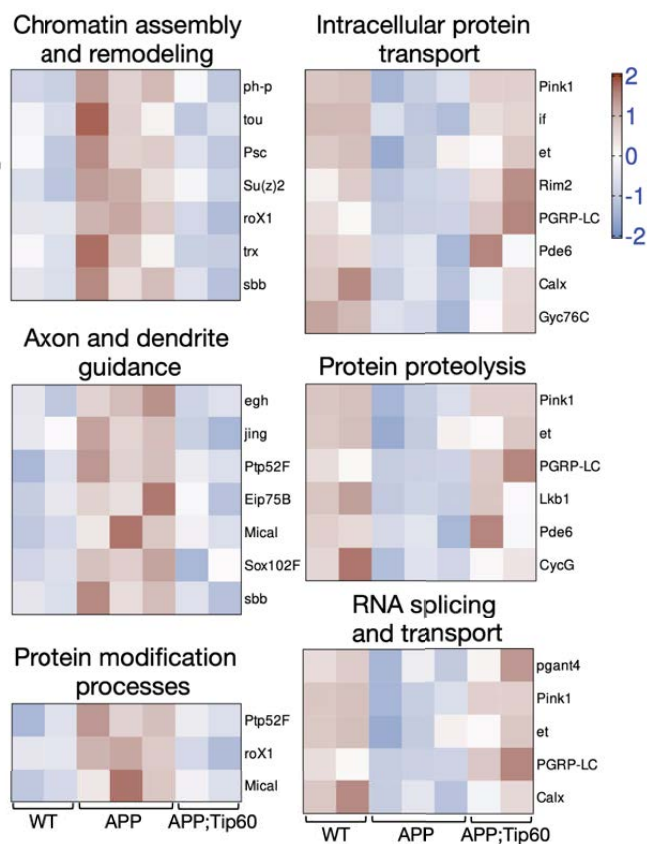 Chromatin assembly
and remodeling
ph-p
tou
Psc
Su(z)2
roX1
trx
sbb
Axon and dendrite
guidance
egh
jing
Ptp52F
Eip75B
Mical
Sox102F
sbb
Protein modification
processes
Ptp52F
roX1
Mical
WT APP APP;Tip60
Intracellular protein
transport
Pink1
if
et
Rim2
PGRP-LC
Pde6
Calx
Gyc76C
2
1
0
-1
-2
Protein proteolysis
Pink1
et
PGRP-LC
Lkb1
Pde6
CycG
RNA splicing
and transport
pgant4
Pink1
et
PGRP-LC
Calx
WT APP APP;Tip60